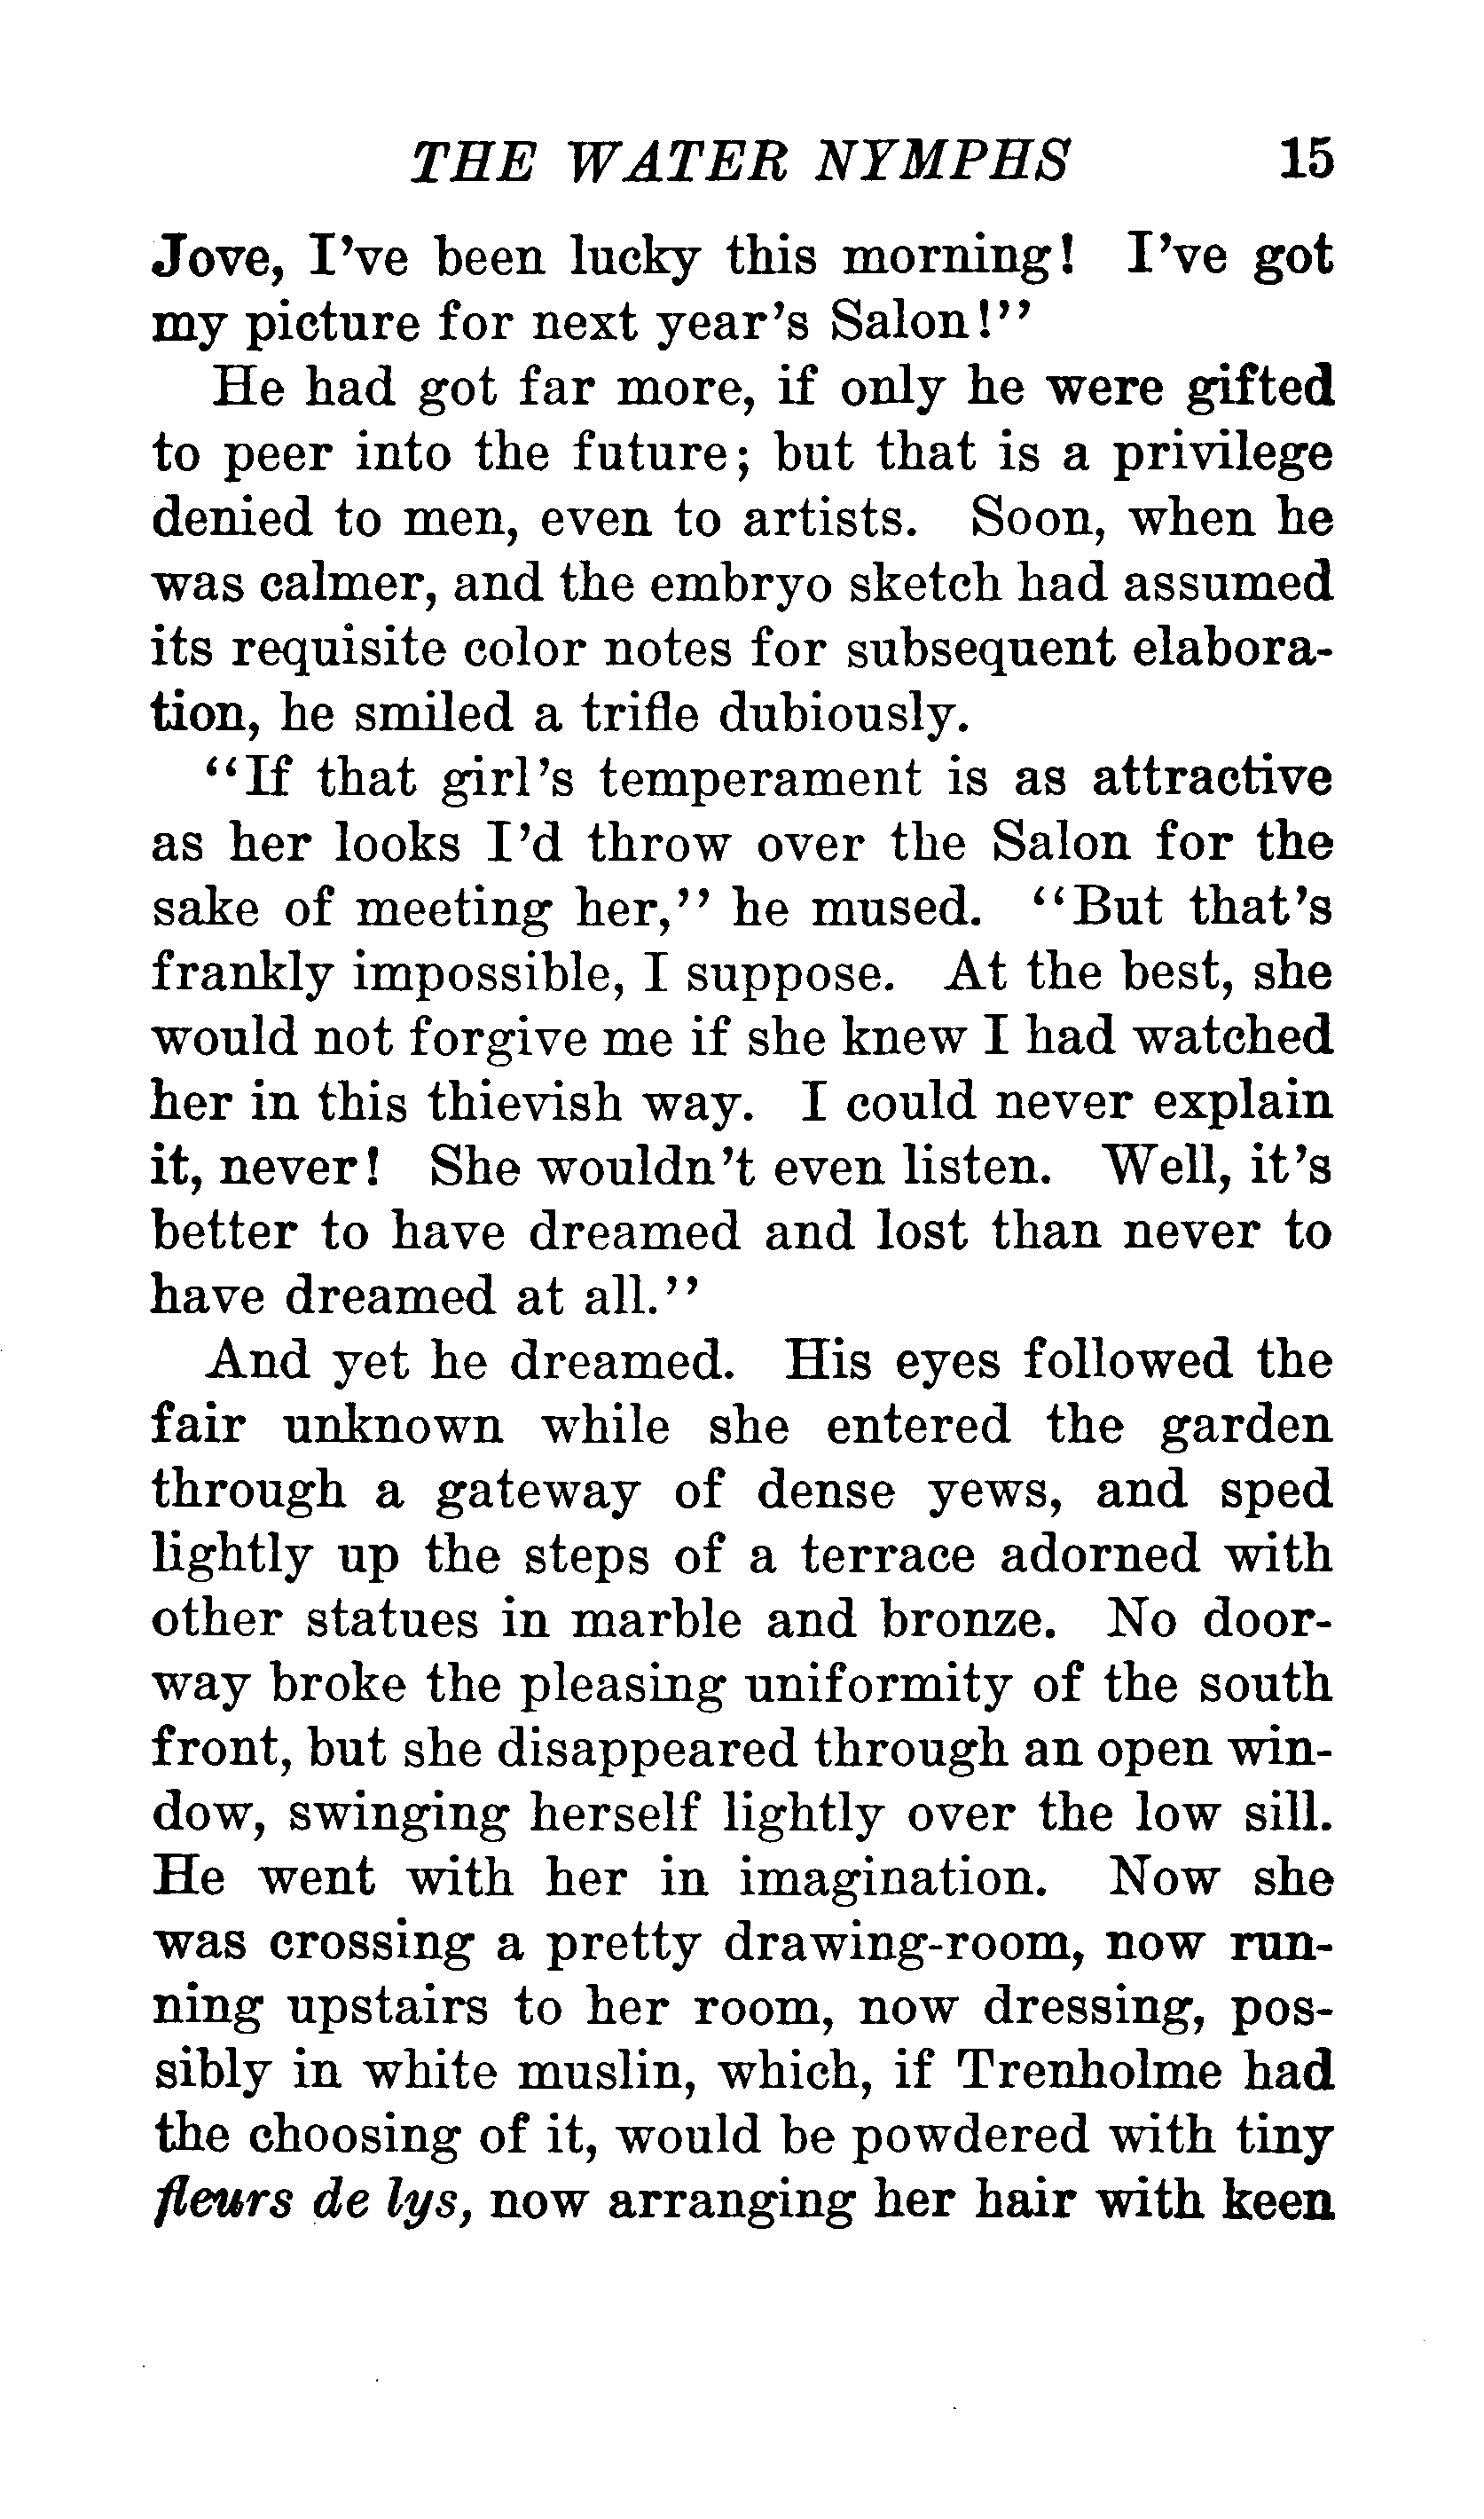 THE WATER NYMPHS 15
Jove, I've been lucky this morning! I've got
my picture for next year's Salon!"
He had got far more, if only he were gifted
to peer into the future; but that is a privilege
denied to men, even to artists. Soon, when he
was calmer, and the embryo sketch had assumed
its requisite color notes for subsequent elabora-
tion, he smiled a trifle dubiously.
"If that girl's temperament is as attractive
as her looks I'd throw over the Salon for the
sake of meeting her," he mused. "But that's
frankly impossible, I suppose. At the best, she
would not forgive me if she knew I had watched
her in this thievish way. I could never explain
it, never! She wouldn't even listen. Well, it's
better to have dreamed and lost than never to
have dreamed at all."
And yet he dreamed. His eyes followed the
fair unknown while she entered the garden
through a gateway of dense yews, and sped
lightly up the steps of a terrace adorned with
other statues in marble and bronze. No door-
way broke the pleasing uniformity of the south
front, but she disappeared through an open win-
dow, swinging herself lightly over the low sill.
He went with her in imagination. Now she
was crossing a pretty drawing-room, now run-
ning upstairs to her room, now dressing, pos-
sibly in white muslin, which, if Trenholme had
the choosing of it, would be powdered with tiny
fleurs de lys, now arranging her hair with keen